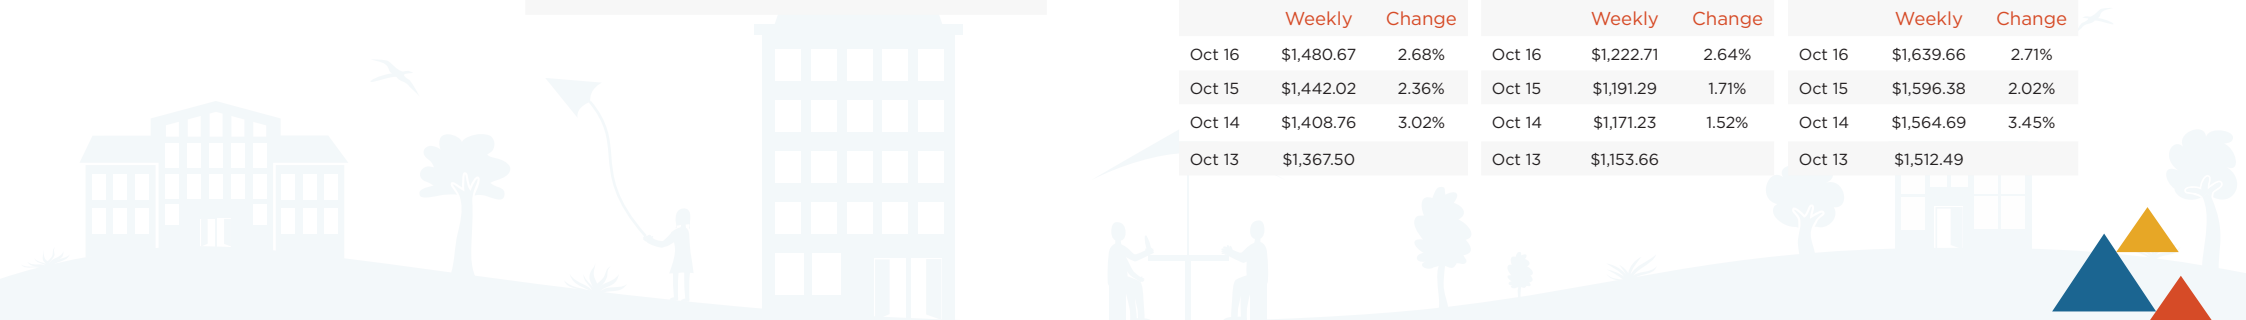 Weekly Change Weekly Change Weekly Change
Oct 16 $1,480.67 2.68% Oct 16 $1,222.71 2.64% Oct 16 $1,639.66 2.71%
Oct 15 $1,442.02 2.36% Oct 15 $1,191.29 1.71% Oct 15 $1,596.38 2.02%
Oct 14 $1,408.76 3.02% Oct 14 $1,171.23 1.52% Oct 14 $1,564.69 3.45%
Oct 13 $1,367.50 Oct 13 $1,153.66 Oct 13 $1,512.49